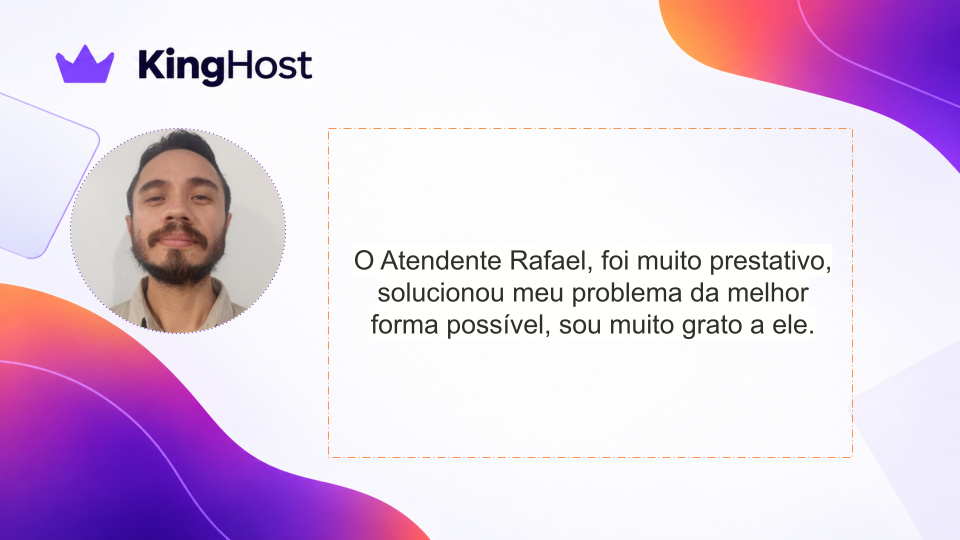 KingHost
O Atendente Rafael, foi muito prestativo,
solucionou meu problema da melhor
forma possível, sou muito grato a ele.